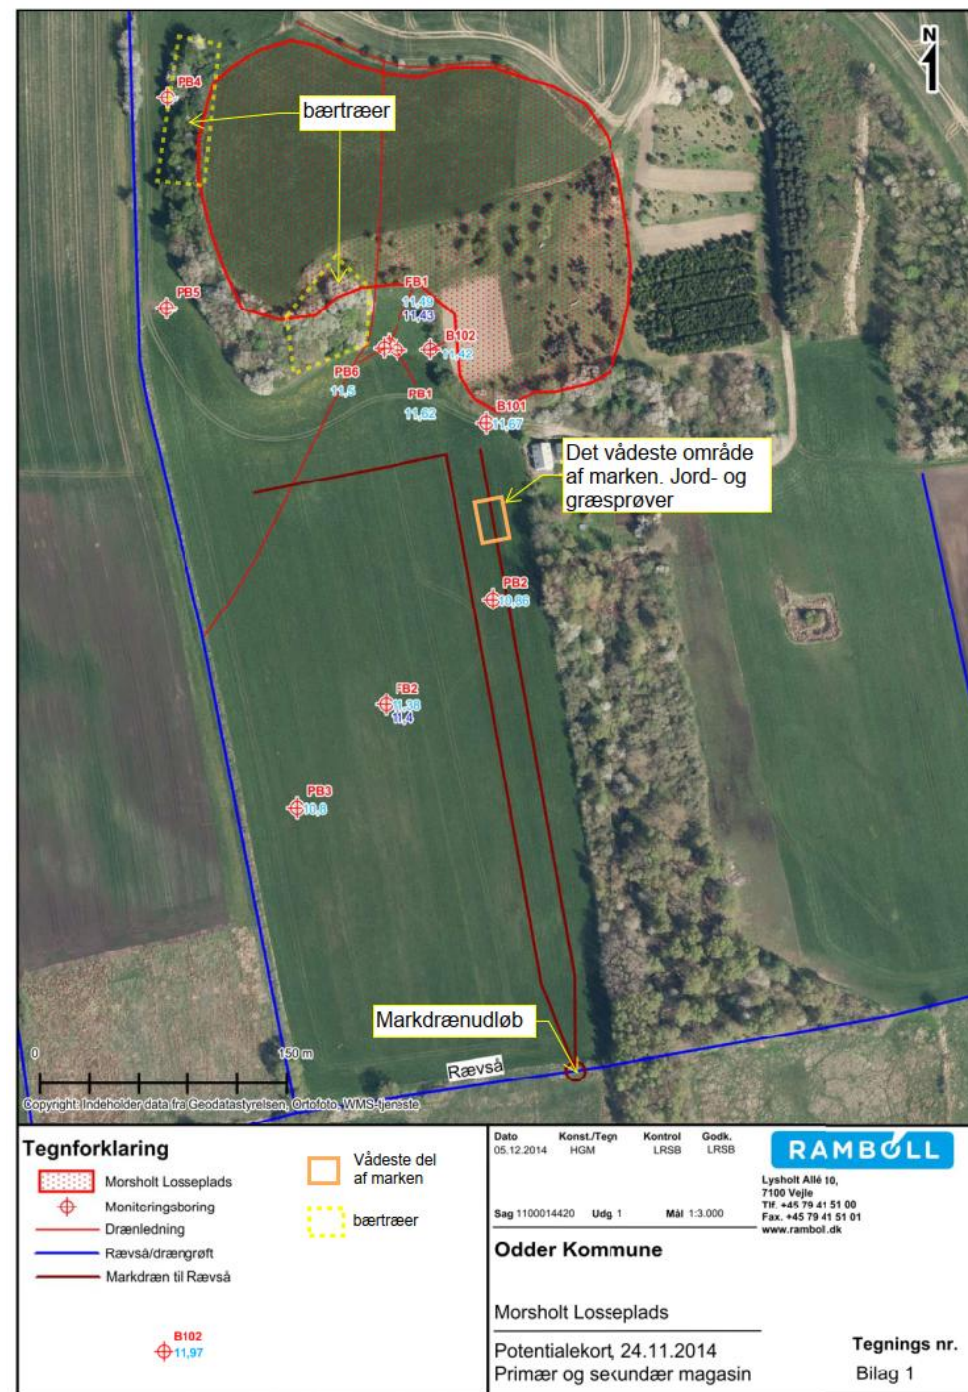 N
PB4
bærtræer
PB5
FB1
11,49
11,43
B102
11,42
PB6
11,5
PB1
11,62
B101
11,67
Det vådeste område
af marken. Jord- og
græsprøver
PB2
10,86
FB2
11,38
11,4
PB3
10,8
Markdrænudløb
0
150 m
Rævså
Copyright: Indeholder data fra Geodatastyrelsen, Ortofoto, WMS-tjeneste
Tegnforklaring
Morsholt Losseplads
Moniteringsboring
Drænledning
Rævså/drængrøft
Markdræn til Rævså
Vådeste del
af marken
bærtræer
B102
11,97
Dato Konst./Tegn Kontrol Godk.
05.12.2014 HGM LRSB LRSB
Sag 1100014420 Udg. 1 Mål 1:3.000
RAMBOLL
Lysholt Allé 10,
7100 Vejle
Tlf. +45 79 41 51 00
Fax. +45 79 41 51 01
www.rambol.dk
Odder Kommune
Morsholt Losseplads
Potentialekort, 24.11.2014
Primær og sekundær magasin
Tegnings nr.
Bilag 1